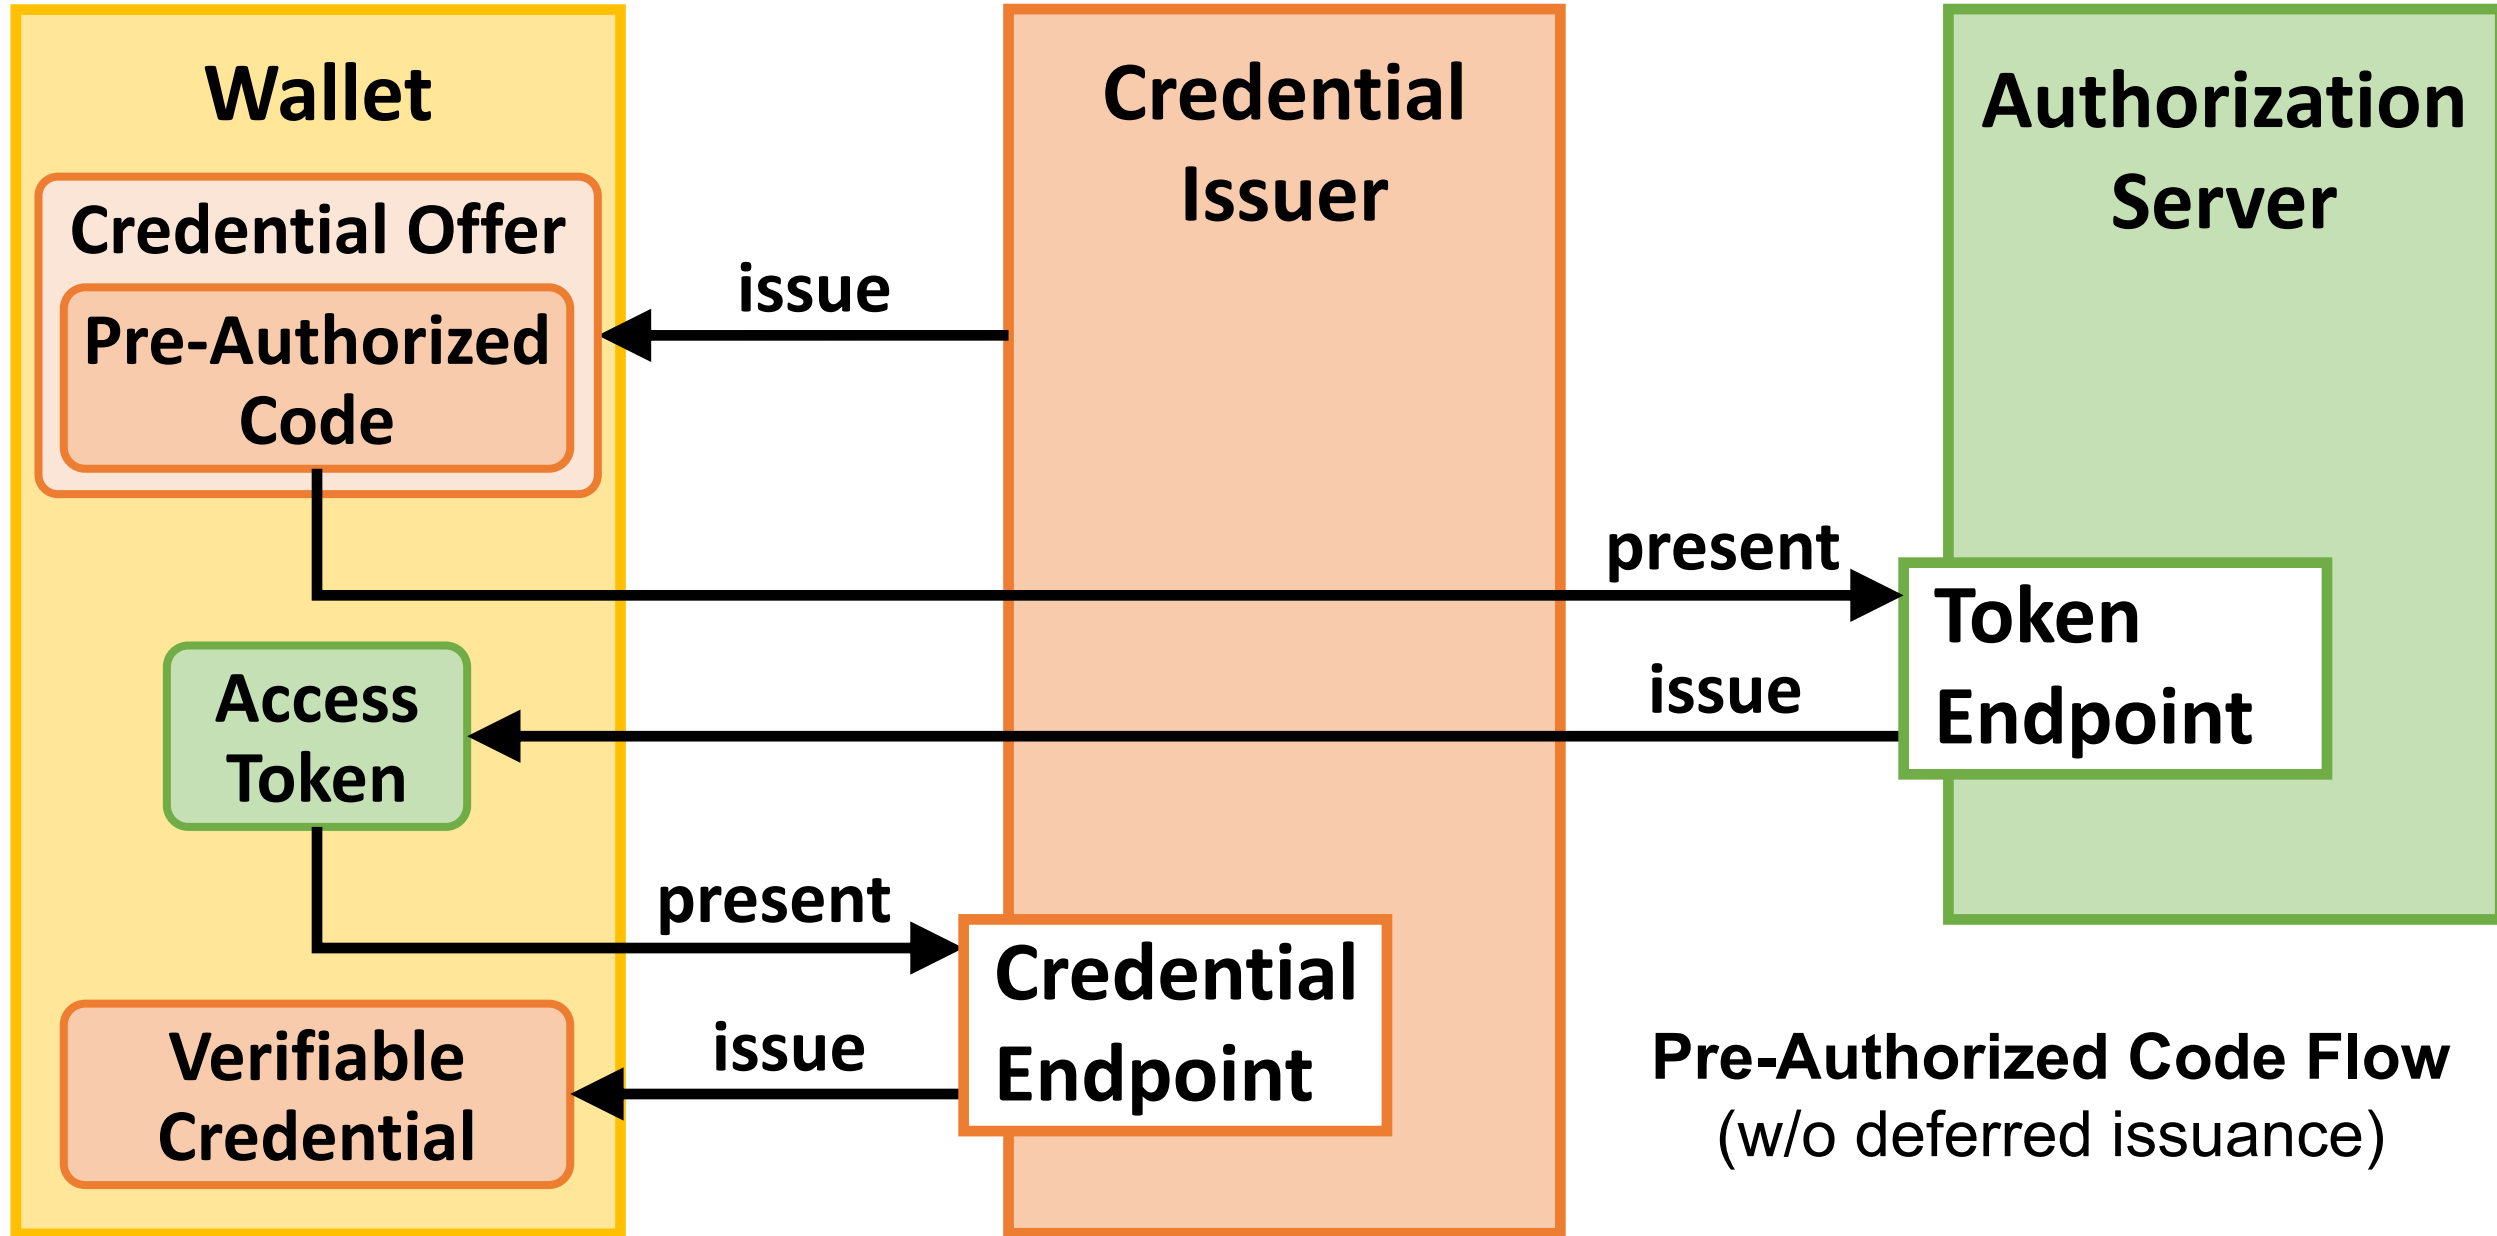 Wallet
Credential
Issuer
Authorization
Server
Credential Offer
Pre-Authorized
Code
issue
present
Token
Endpoint
issue
Access
Token
present
Credential
Endpoint
issue
Verifiable
Credential
Pre-Authorized Code Flow
(w/o deferred issuance)